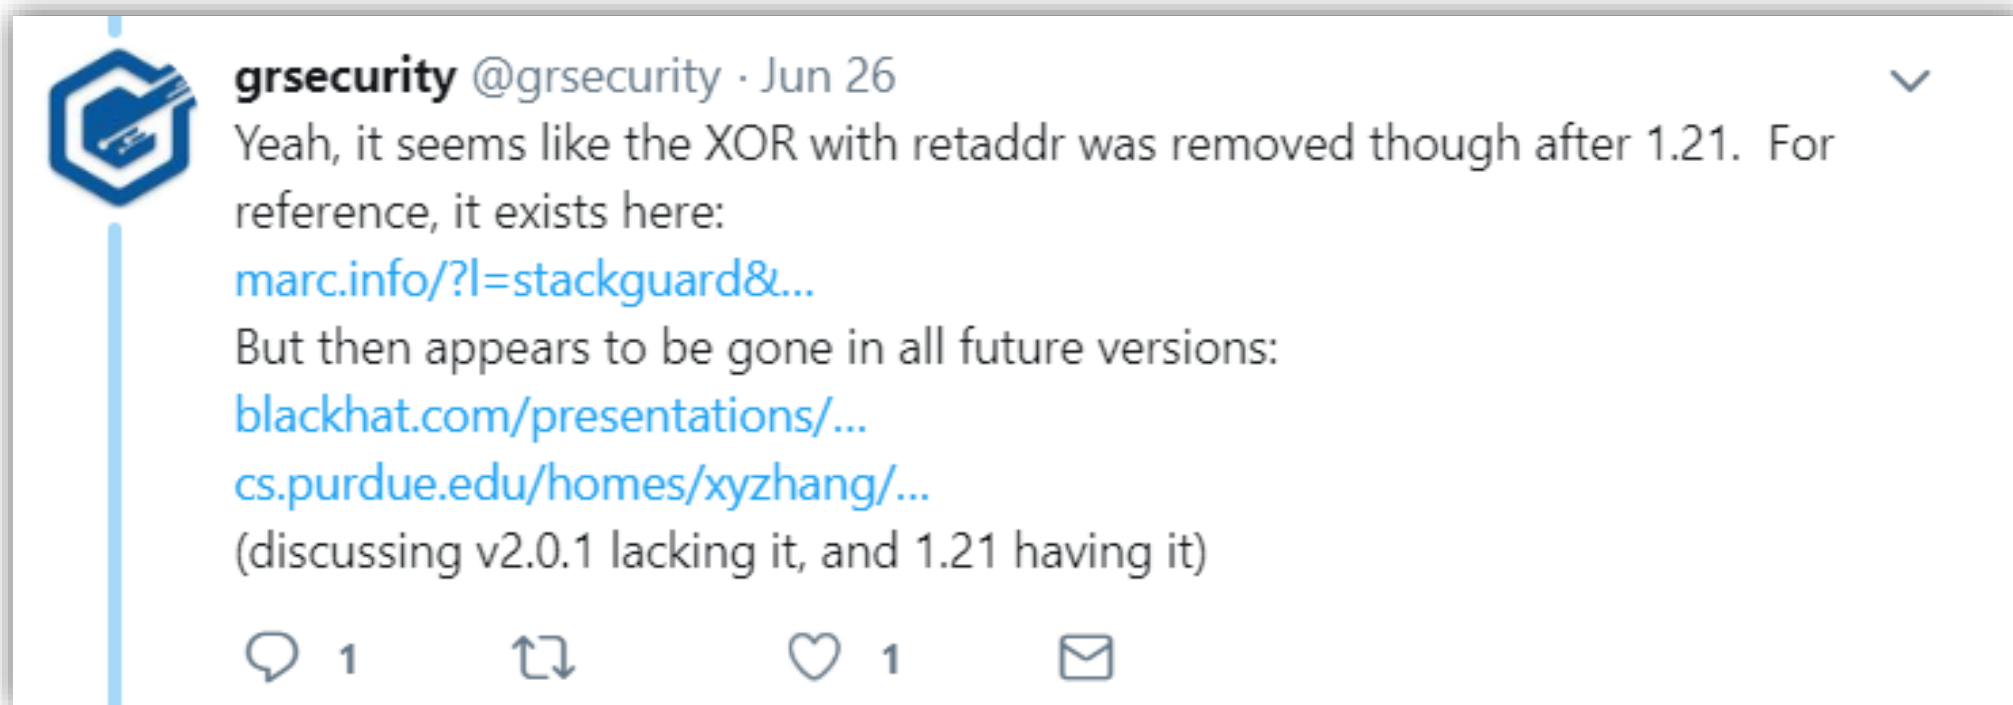 grsecurity @grsecurity · Jun 26
Yeah, it seems like the XOR with retaddr was removed though after 1.21.  For
reference, it exists here:
marc.info/?l=stackguard&...
But then appears to be gone in all future versions:
blackhat.com/presentations/...
cs.purdue.edu/homes/xyzhang/...
(discussing v2.0.1 lacking it, and 1.21 having it)
1 1